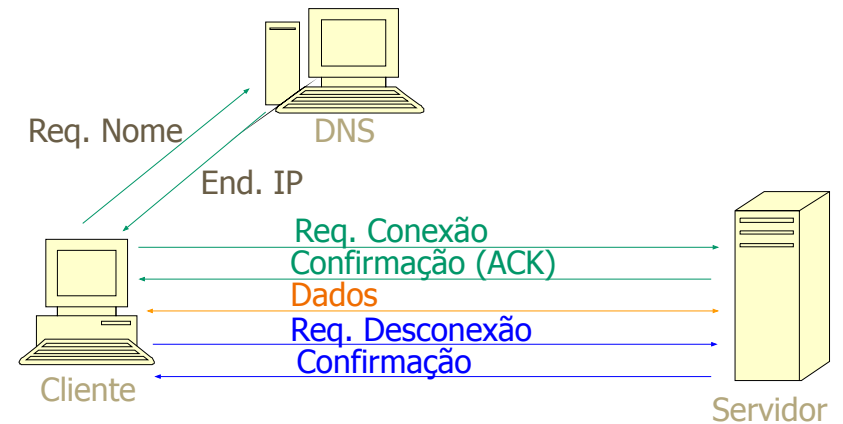 Req. Nome
DNS
End. IP
Req. Conexão
Confirmação (ACK)
Dados
Req. Desconexão
Confirmação
Cliente
Servidor